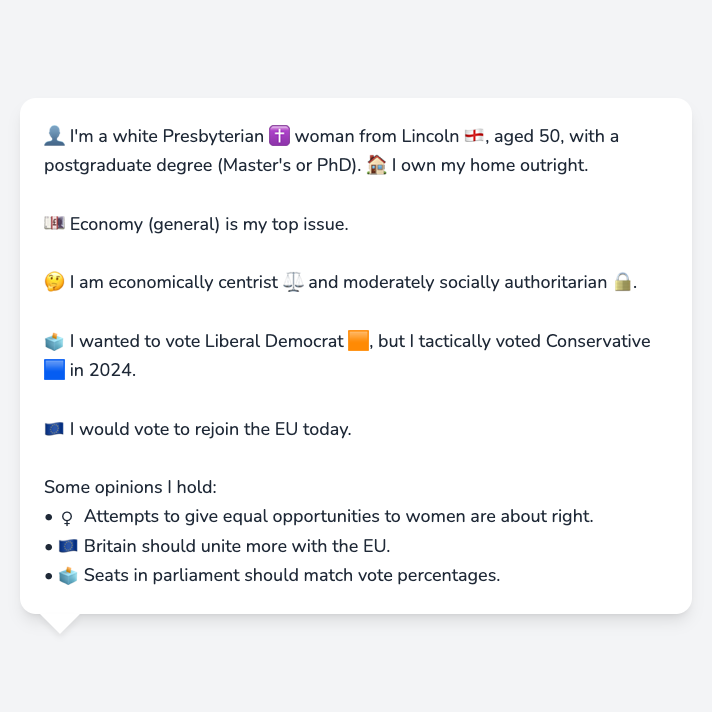 👤 I'm a white Presbyterian ✝️ woman from Lincoln 🏴󠁧󠁢󠁥󠁮󠁧󠁿, aged 50, with a
postgraduate degree (Master's or PhD). 🏠 I own my home outright.
💷 Economy (general) is my top issue.
🤔 I am economically centrist ⚖️ and moderately socially authoritarian 🔒.
🗳️ I wanted to vote Liberal Democrat 🟧, but I tactically voted Conservative
🟦 in 2024.
🇪🇺 I would vote to rejoin the EU today.
Some opinions I hold:
• ♀️ Attempts to give equal opportunities to women are about right.
• 🇪🇺 Britain should unite more with the EU.
• 🗳️ Seats in parliament should match vote percentages.